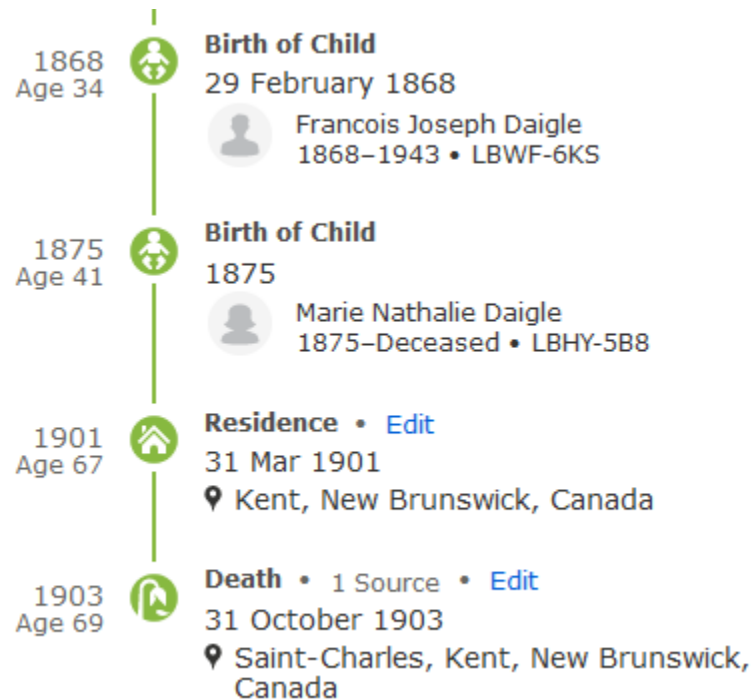 1868
Age 34
Birth of Child
29 February 1868
Francois Joseph Daigle
1868–1943 • LBWF-6KS
1875
Age 41
Birth of Child
1875
Marie Nathalie Daigle
1875–Deceased • LBHY-5B8
1901
Age 67
Residence • Edit
31 Mar 1901
Kent, New Brunswick, Canada
1903
Age 69
Death • 1 Source • Edit
31 October 1903
Saint-Charles, Kent, New Brunswick,
Canada